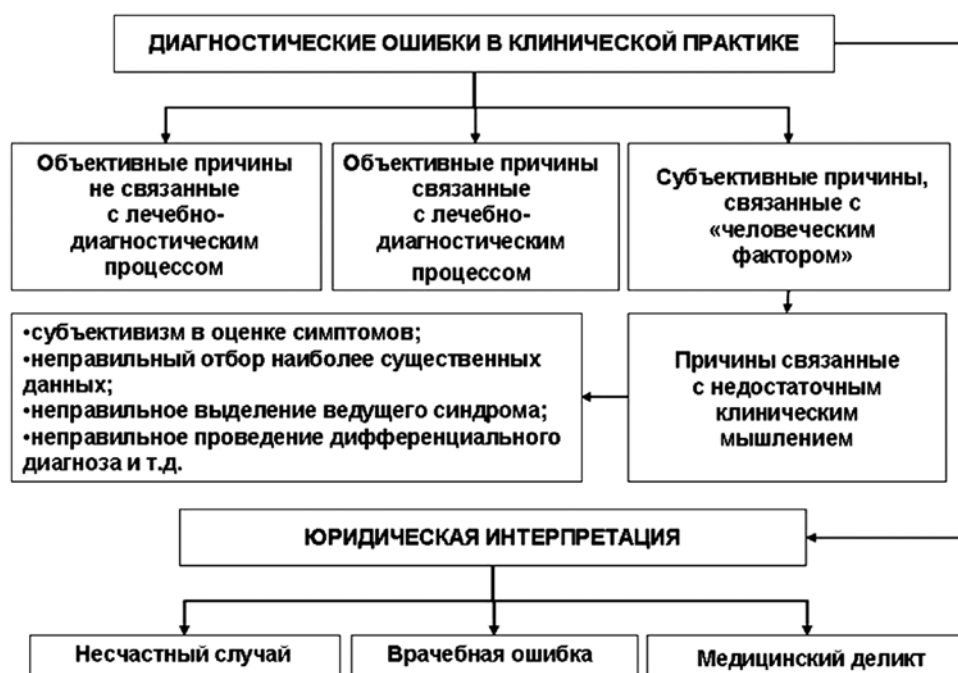 ДИАГНОСТИЧЕСКИЕ ОШИБКИ В КЛИНИЧЕСКОЙ ПРАКТИКЕ
Объективные причины
не связанные
с лечебно-
диагностическим
процессом
Объективные причины
связанные
с лечебно-
диагностическим
процессом
Субъективные причины,
связанные с
«человеческим
фактором»
•субъективизм в оценке симптомов;
•неправильный отбор наиболее существенных
данных;
•неправильное выделение ведущего синдрома;
•неправильное проведение дифференциального
диагноза и т.д.
Причины связанные
с недостаточным
клиническим
мышлением
ЮРИДИЧЕСКАЯ ИНТЕРПРЕТАЦИЯ
Несчастный случай
Врачебная ошибка
Медицинский деликт